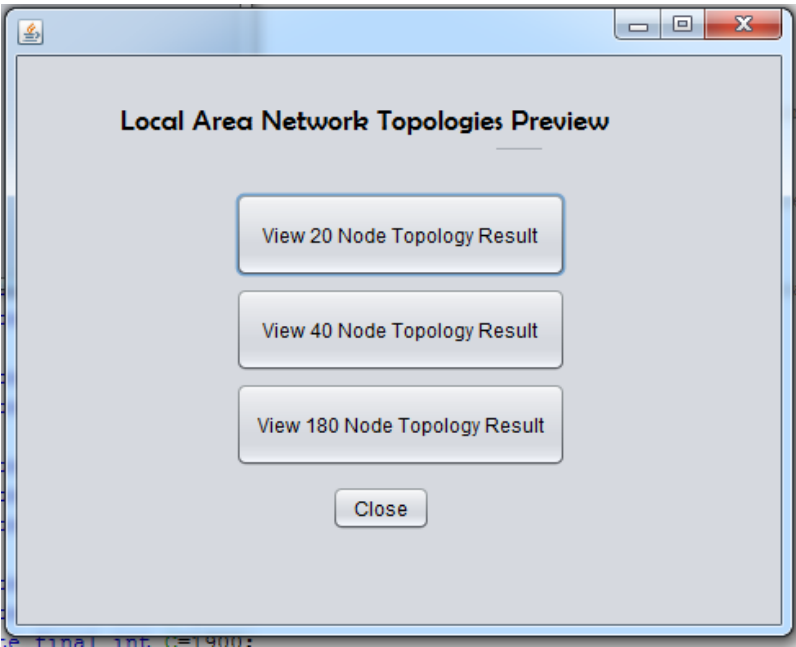 Local Area Network Topologies Preview
View 20 Node Topology Result
View 40 Node Topology Result
View 180 Node Topology Result
Close
final int C=1900;